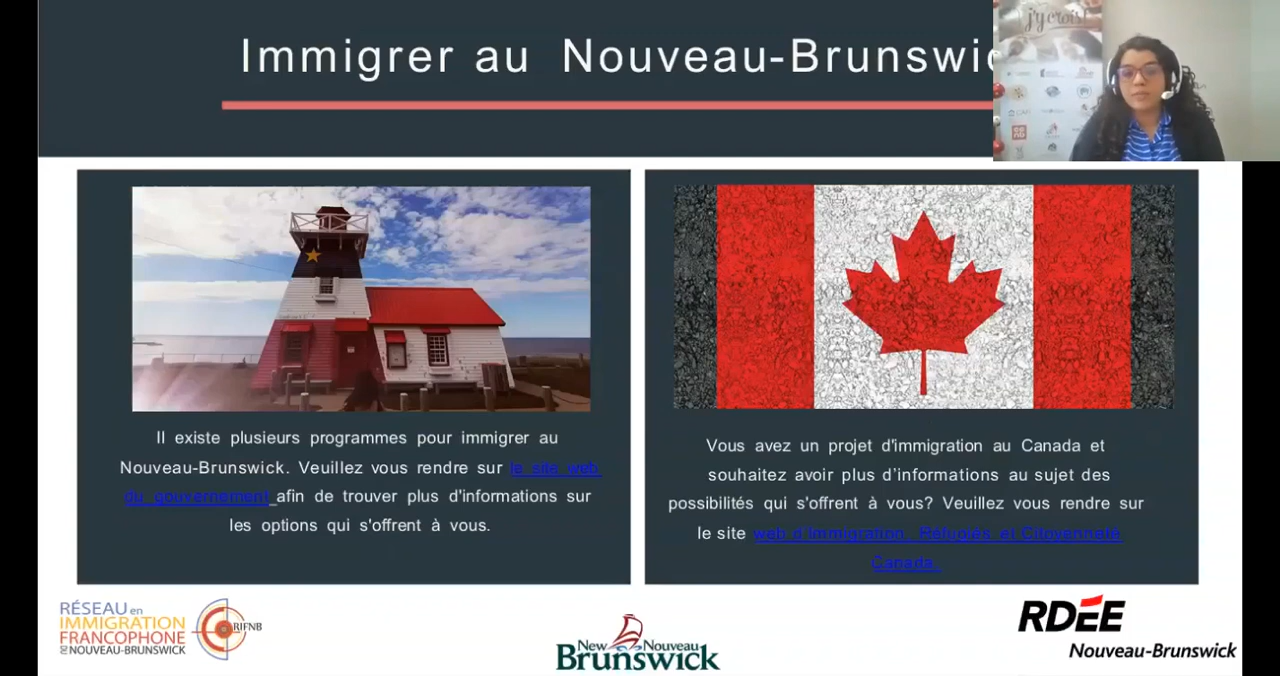 Immigrer au Nouveau-Brunswic
j'y crois!
Il existe plusieurs programmes pour immigrer au
Nouveau-Brunswick. Veuillez vous rendre sur le site web
du gouvernement afin de trouver plus d'informations sur
les options qui s'offrent à vous.
Vous avez un projet d'immigration au Canada et
souhaitez avoir plus d'informations au sujet des
possibilités qui s'offrent à vous? Veuillez vous rendre sur
le site web d'Immigration, Réfugiés et Citoyenneté
Canada.
RÉSEAU en
IMMIGRATION
FRANCOPHONE
DU NOUVEAU-BRUNSWICK
RIFNB
New Nouveau
Brunswick
RDÉE
Nouveau-Brunswick